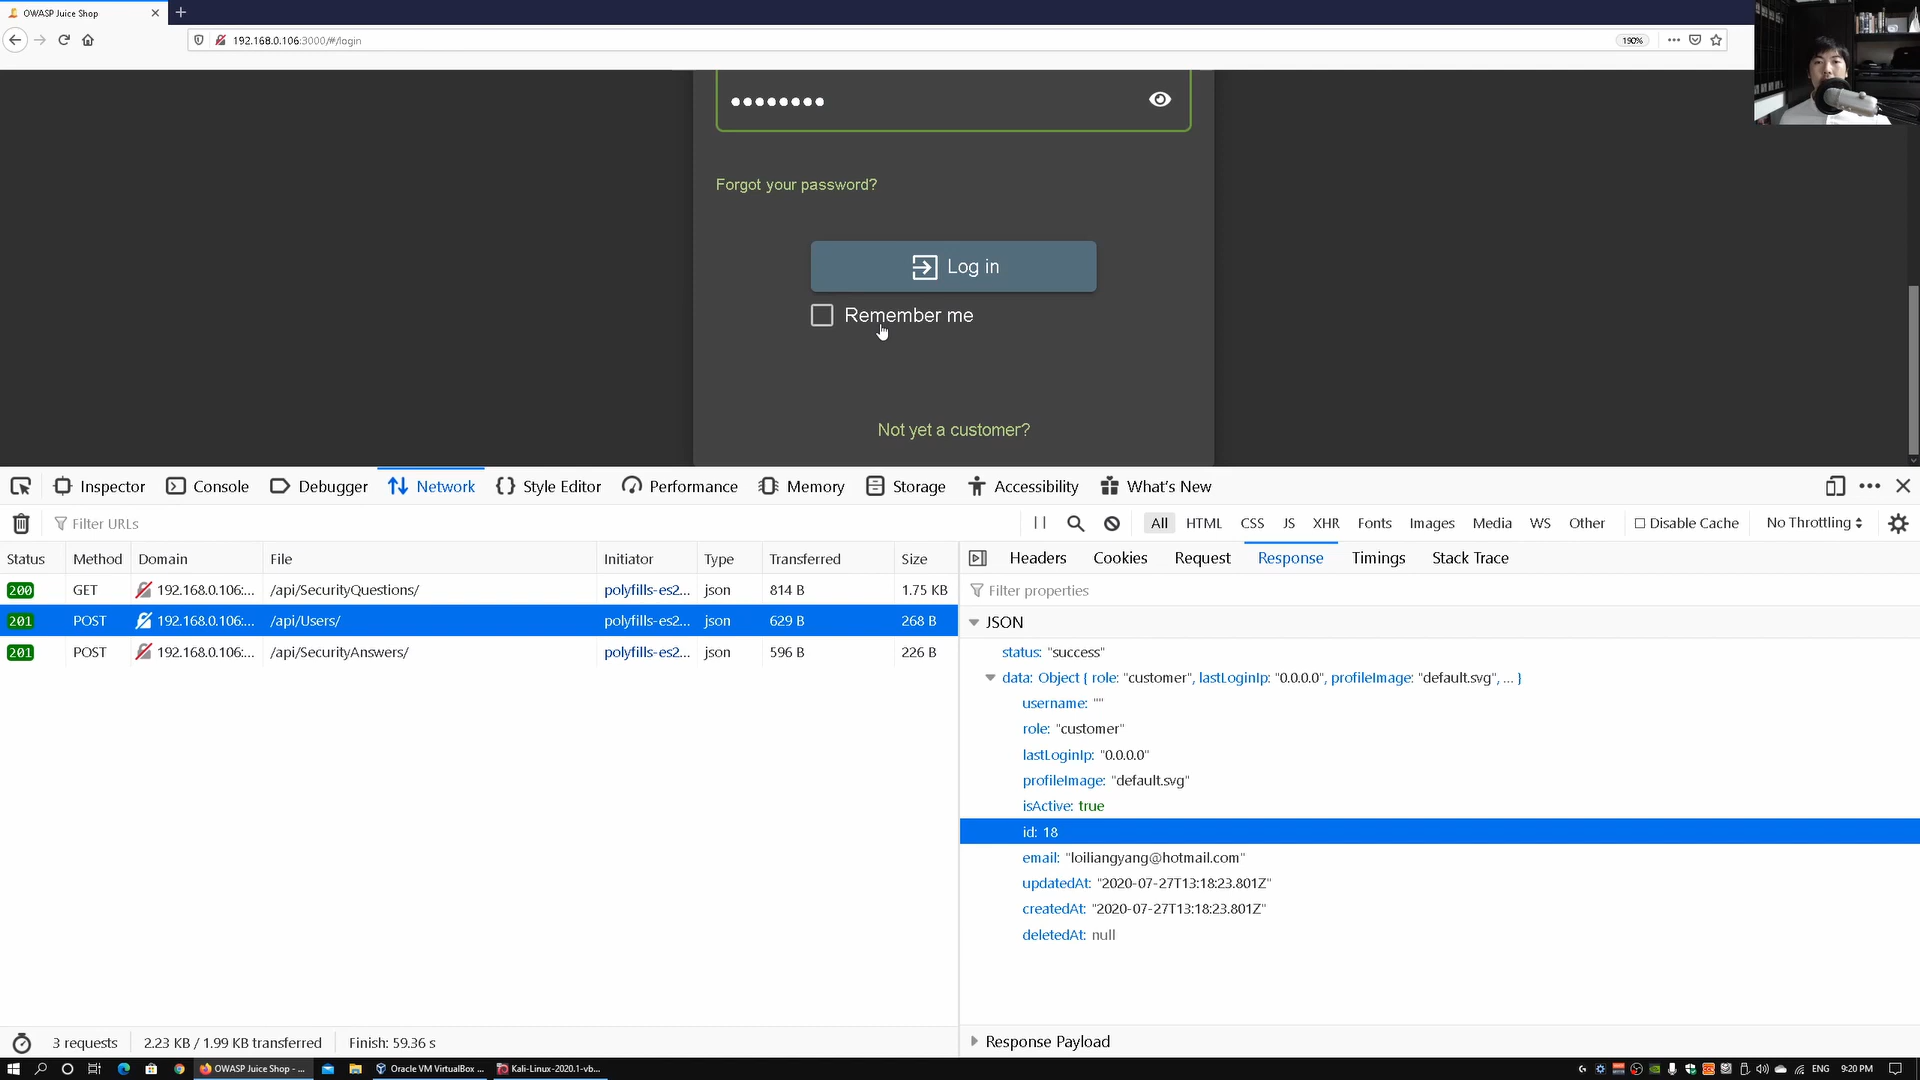 OWASP Juice Shop
192.168.0.106:3000/#/login
190%
Forgot your password?
Log in
Remember me
Not yet a customer?
Inspector Console Debugger Network Style Editor Performance Memory Storage Accessibility What's New
Filter URLs
All HTML CSS JS XHR Fonts Images Media WS Other Disable Cache No Throttling
Status Method Domain File Initiator Type Transferred Size
200 GET 192.168.0.106:... /api/SecurityQuestions/ polyfills-es2... json 814 B 1.75 KB
201 POST 192.168.0.106:... /api/Users/ polyfills-es2... json 629 B 268 B
201 POST 192.168.0.106:... /api/SecurityAnswers/ polyfills-es2... json 596 B 226 B
Headers Cookies Request Response Timings Stack Trace
Filter properties
JSON
status: "success"
data: Object { role: "customer", lastLoginIp: "0.0.0.0", profileImage: "default.svg", ... }
username: ""
role: "customer"
lastLoginIp: "0.0.0.0"
profileImage: "default.svg"
isActive: true
id: 18
email: "loiliangyang@hotmail.com"
updatedAt: "2020-07-27T13:18:23.801Z"
createdAt: "2020-07-27T13:18:23.801Z"
deletedAt: null
Response Payload
3 requests 2.23 KB / 1.99 KB transferred Finish: 59.36 s
OWASP Juice Shop - ... Oracle VM VirtualBox ... Kali-Linux-2020.1-vb... ENG 9:20 PM